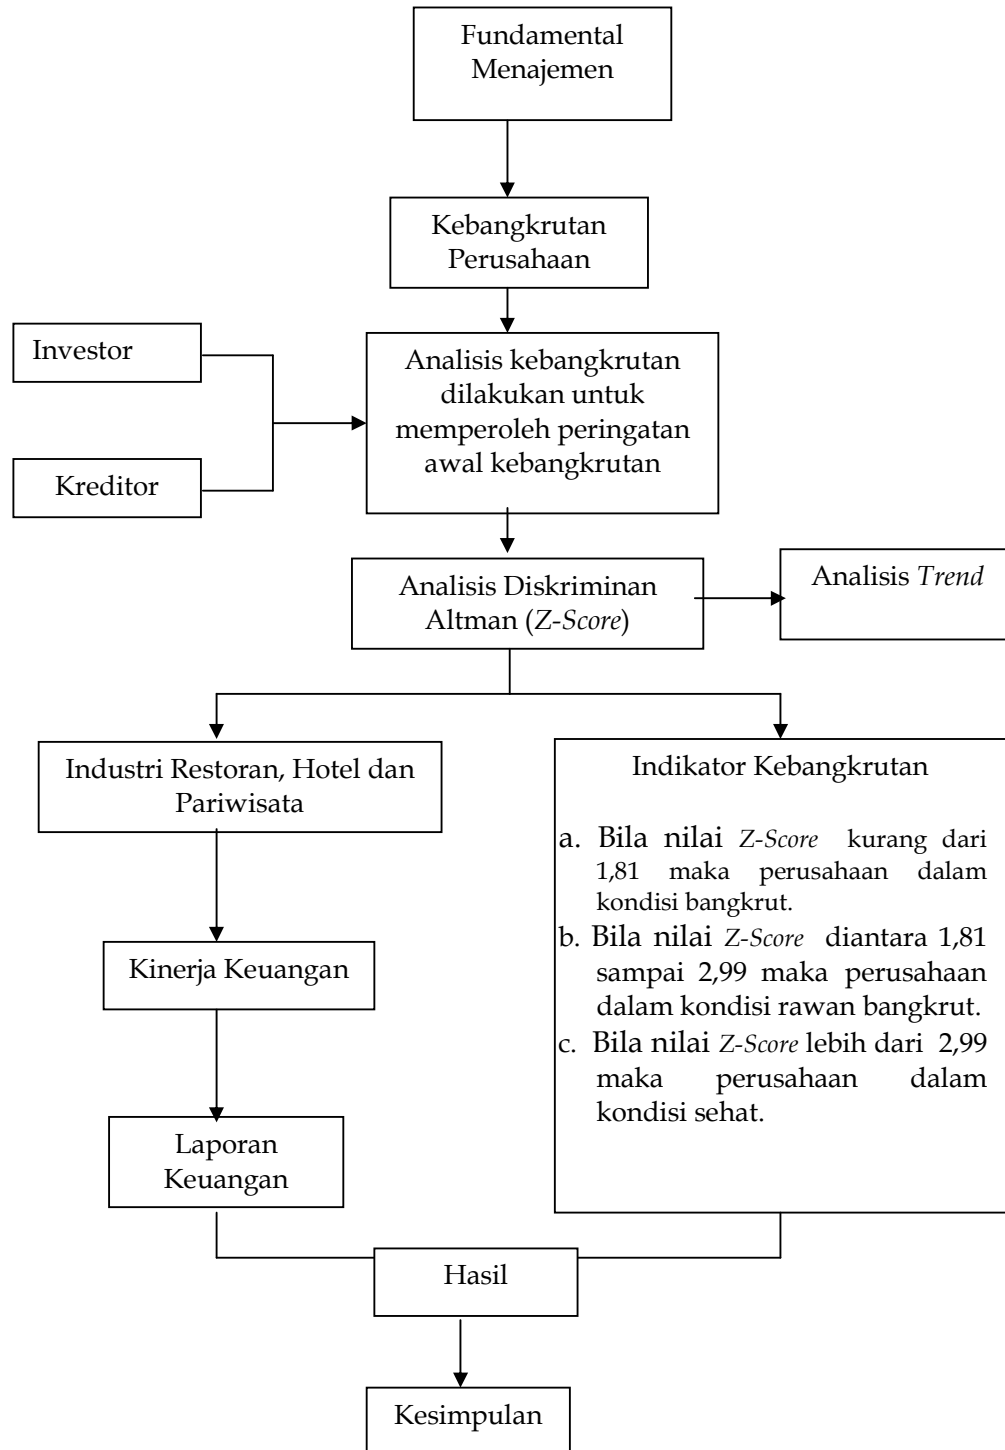 Fundamental
Menajemen
Kebangkrutan
Perusahaan
Investor
Kreditor
Analisis kebangkrutan
dilakukan untuk
memperoleh peringatan
awal kebangkrutan
Analisis Diskriminan
Altman (Z-Score)
Analisis Trend
Industri Restoran, Hotel dan
Pariwisata
Kinerja Keuangan
Laporan
Keuangan
Indikator Kebangkrutan
a. Bila nilai Z-Score kurang dari
1,81 maka perusahaan dalam
kondisi bangkrut.
b. Bila nilai Z-Score diantara 1,81
sampai 2,99 maka perusahaan
dalam kondisi rawan bangkrut.
c. Bila nilai Z-Score lebih dari 2,99
maka perusahaan dalam
kondisi sehat.
Hasil
Kesimpulan